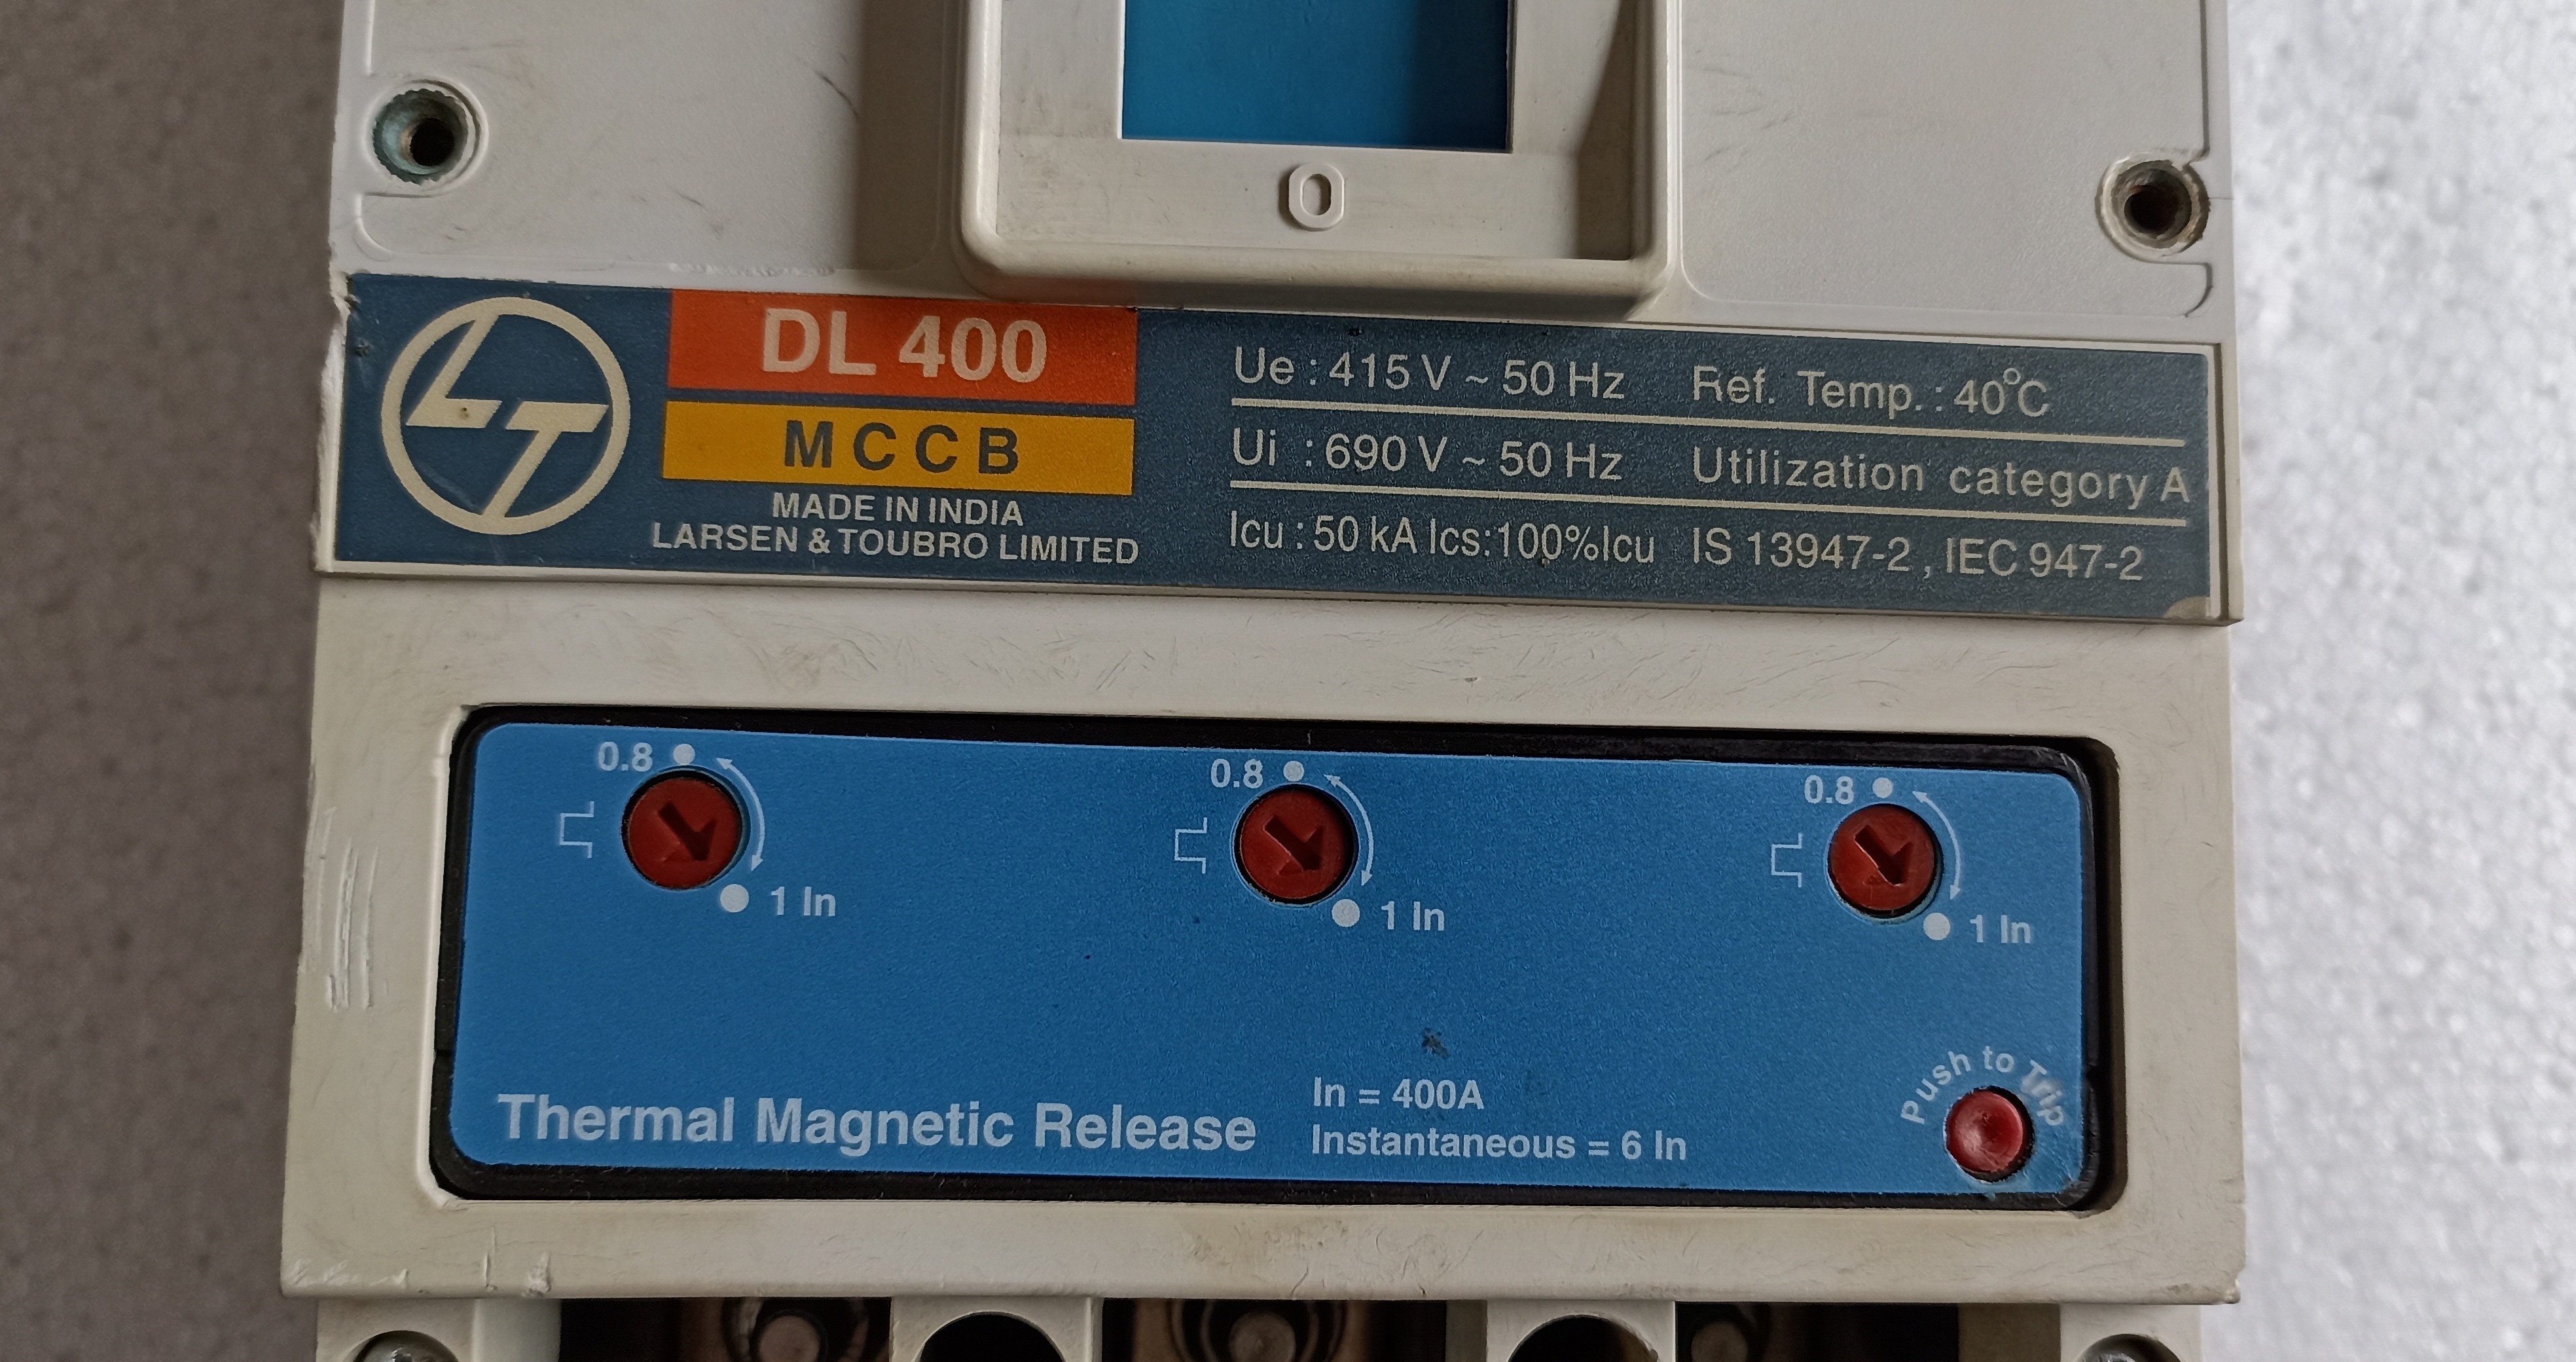 O
LT
DL 400
MCCB
MADE IN INDIA
LARSEN & TOUBRO LIMITED
Ue : 415 V ~ 50 Hz Ref. Temp. : 40°C
Ui : 690 V ~ 50 Hz Utilization category A
Icu : 50 kA Ics:100%Icu IS 13947-2 , IEC 947-2
0.8
1 In
0.8
1 In
0.8
1 In
Thermal Magnetic Release
In = 400A
Instantaneous = 6 In
Push to Trip